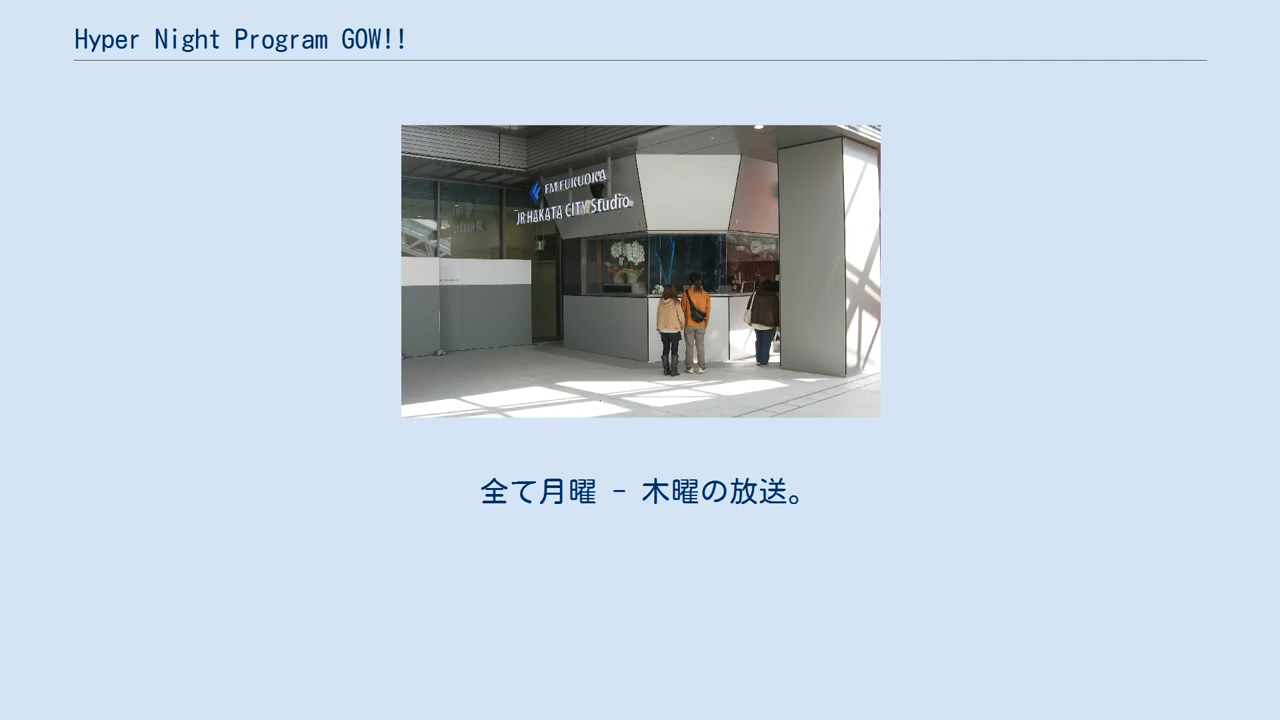 Hyper Night Program GOW!!
FM FUKUOKA
JR HAKATA CITY Studio
全て月曜 - 木曜の放送。